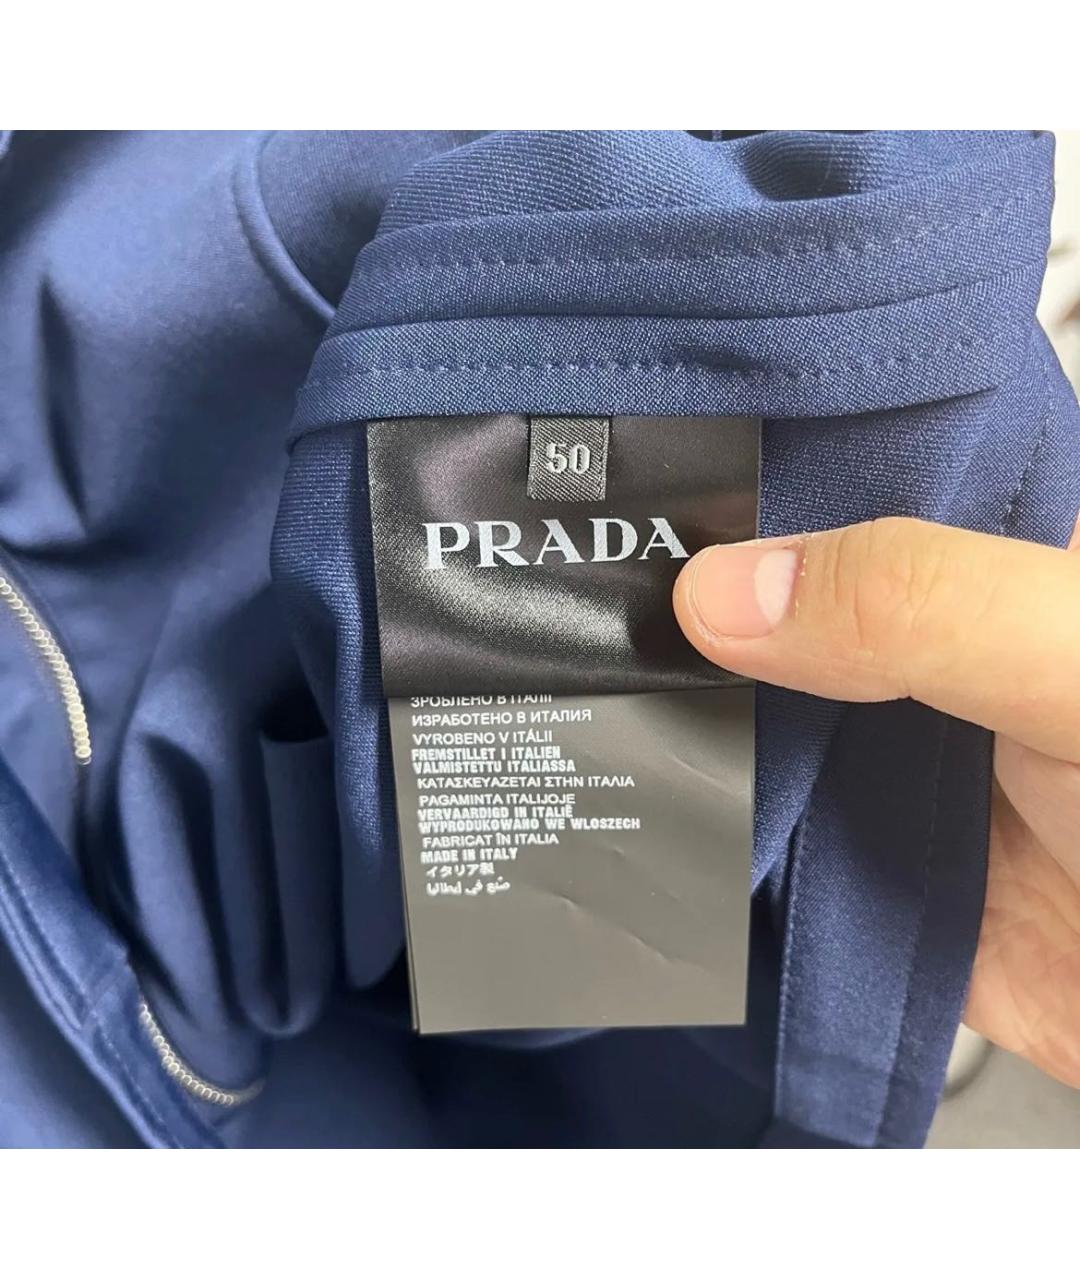 50
PRADA
ЗРОБЛЕНО В ІТАЛІЇ
ИЗРАБОТЕНО В ИТАЛИЯ
VYROBENO V ITÁLII
FREMSTILLET I ITALIEN
VALMISTETTU ITALIASSA
ΚΑΤΑΣΚΕΥΑΖΕΤΑΙ ΣΤΗΝ ΙΤΑΛΙΑ
PAGAMINTA ITALIJOJE
VERVAARDIGD IN ITALIË
WYPRODUKOWANO WE WLOSZECH
FABRICAT ÎN ITALIA
MADE IN ITALY
イタリア製
صنع في إيطاليا